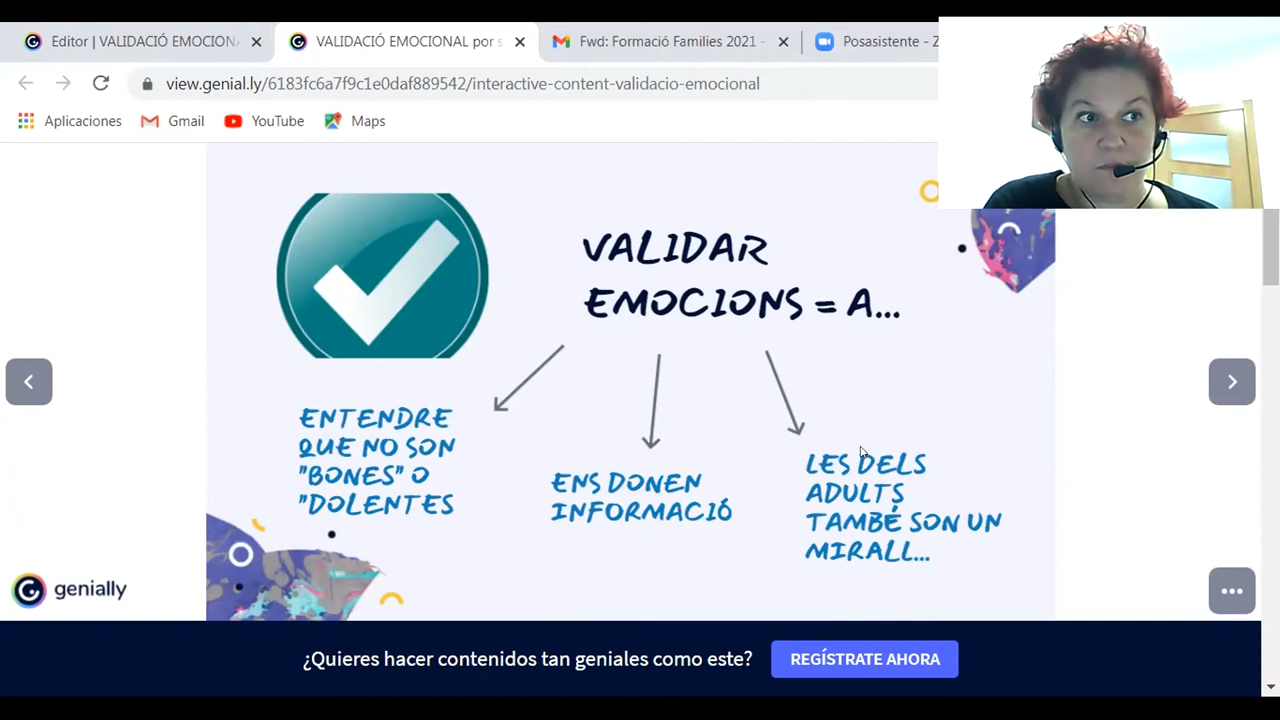 Editor | VALIDACIÓ EMOCION
VALIDACIÓ EMOCIONAL por s
Fwd: Formació Families 2021 -
Posasistente - Z
view.genial.ly/6183fc6a7f9c1e0daf889542/interactive-content-validacio-emocional
Aplicaciones
Gmail
YouTube
Maps
VALIDAR
EMOCIONS = A...
ENTENDRE
QUE NO SON
"BONES" O
"DOLENTES
ENS DONEN
INFORMACIÓ
LES DELS
ADULTS
TAMBÉ SON UN
MIRALL...
genially
¿Quieres hacer contenidos tan geniales como este?
REGÍSTRATE AHORA